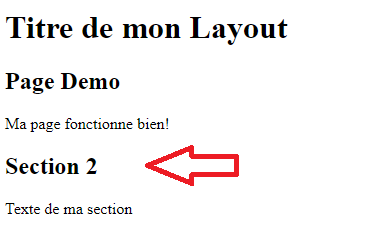 Titre de mon Layout
Page Demo
Ma page fonctionne bien!
Section 2
Texte de ma section